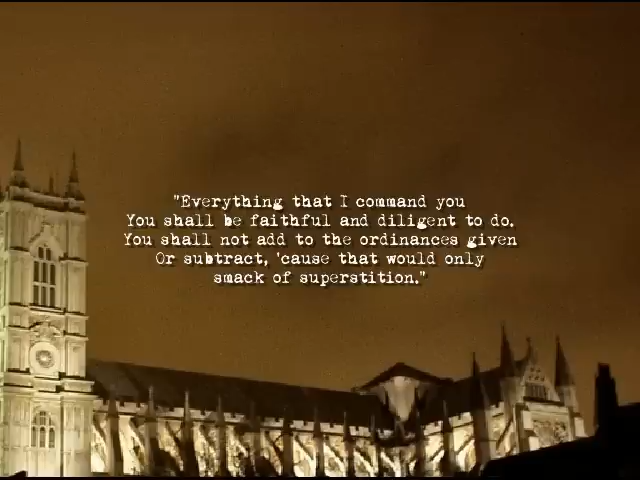 "Everything that I command you
You shall be faithful and diligent to do.
You shall not add to the ordinances given
Or subtract, 'cause that would only
smack of superstition."